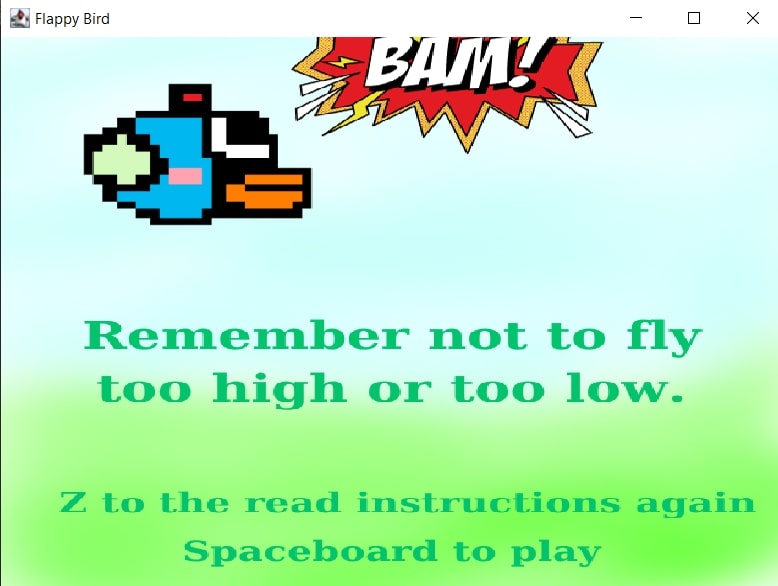 Flappy Bird
BAM!
Remember not to fly
too high or too low.
Z to the read instructions again
Spaceboard to play